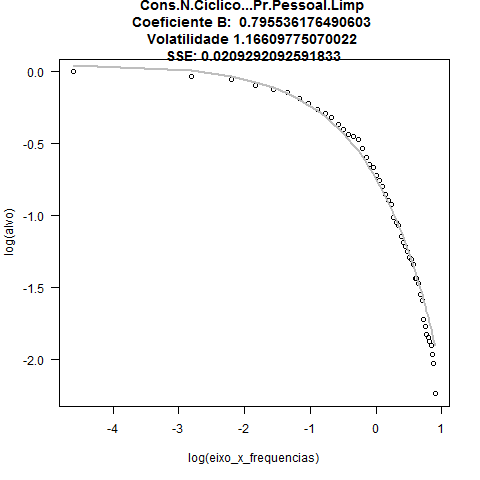 Cons.N.Ciclico...Pr.Pessoal.Limp
Coeficiente B:  0.795536176490603
Volatilidade 1.16609775070022
SSE: 0.0209292092591833
0.0
-0.5
-1.0
-1.5
-2.0
log(alvo)
-4
-3
-2
-1
0
1
log(eixo_x_frequencias)